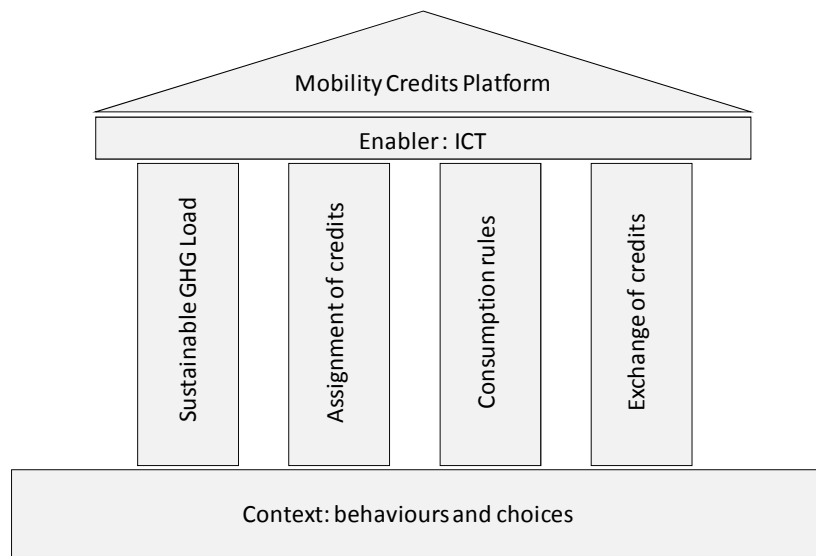 Mobility Credits Platform
Enabler : ICT
Sustainable GHG Load
Assignment of credits
Consumption rules
Exchange of credits
Context: behaviours and choices